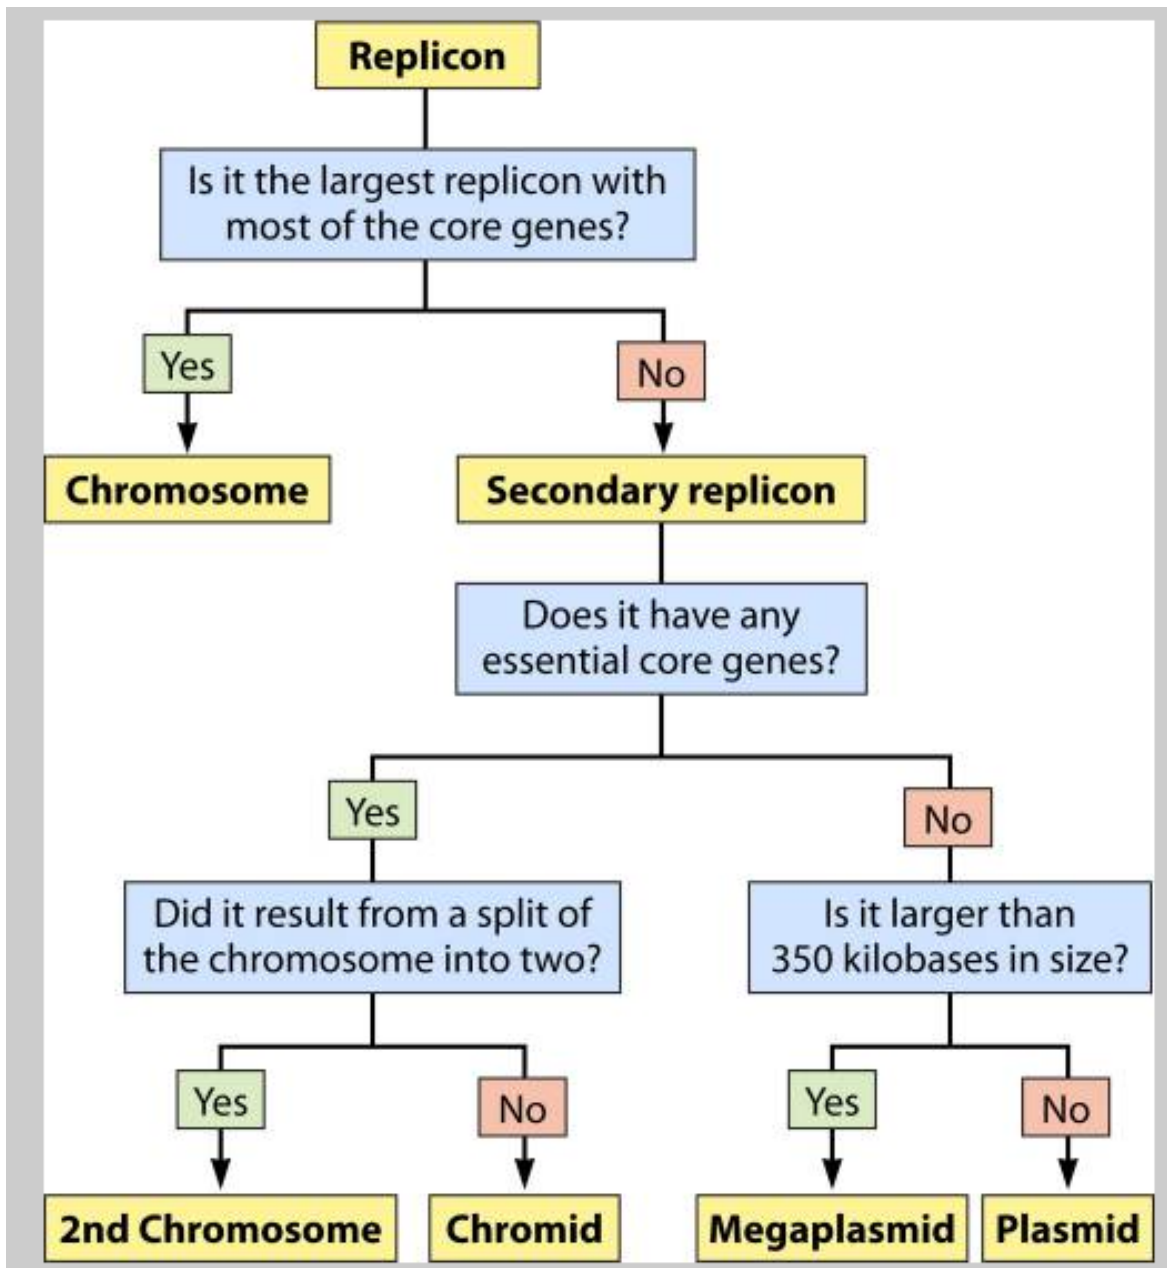 Replicon
Is it the largest replicon with
most of the core genes?
Yes
No
Chromosome
Secondary replicon
Does it have any
essential core genes?
Yes
No
Did it result from a split of
the chromosome into two?
Is it larger than
350 kilobases in size?
Yes
No
Yes
No
2nd Chromosome
Chromid
Megaplasmid
Plasmid